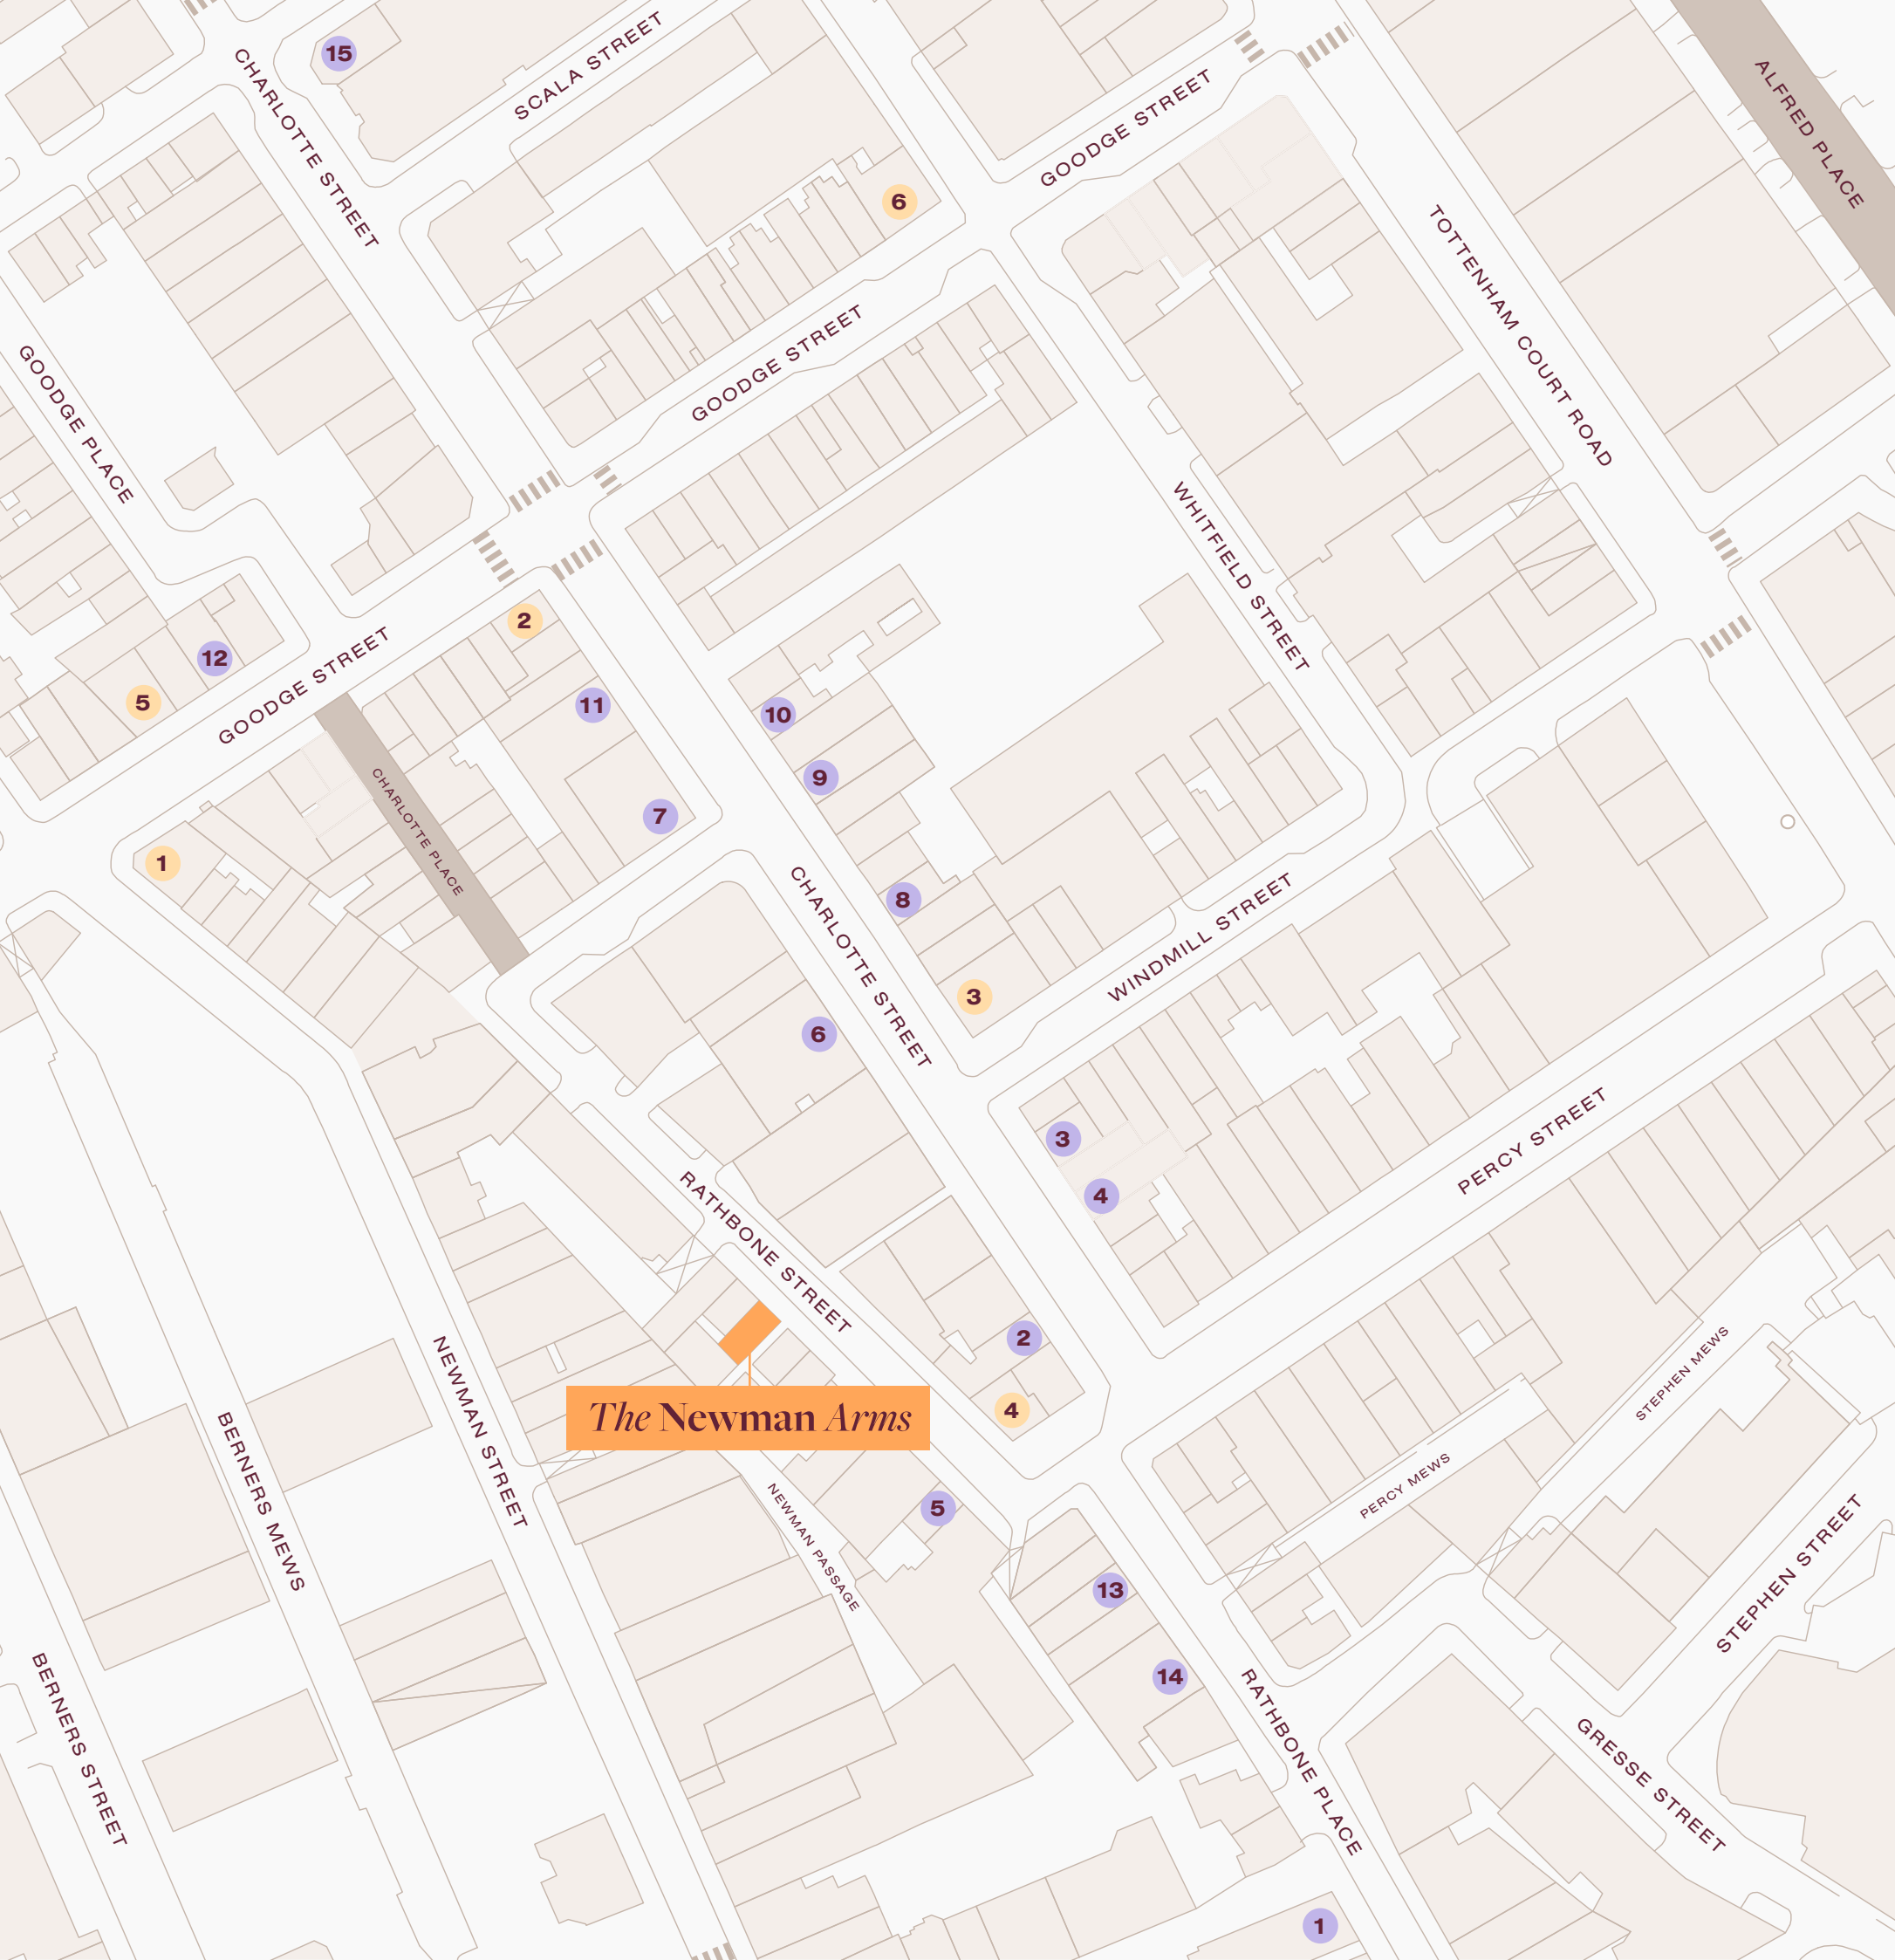 15
SCALA STREET
CHARLOTTE STREET
GOODGE STREET
ALFRED PLACE
6
TOTTENHAM COURT ROAD
GOODGE STREET
GOODGE PLACE
WHITFIELD STREET
2
12
5
GOODGE STREET
11
10
9
7
CHARLOTTE PLACE
1
8
CHARLOTTE STREET
WINDMILL STREET
3
6
3
4
PERCY STREET
RATHBONE STREET
2
4
The Newman Arms
NEWMAN STREET
BERNERS MEWS
STEPHEN MEWS
PERCY MEWS
NEWMAN PASSAGE
5
STEPHEN STREET
13
14
BERNERS STREET
RATHBONE PLACE
GRESSE STREET
1